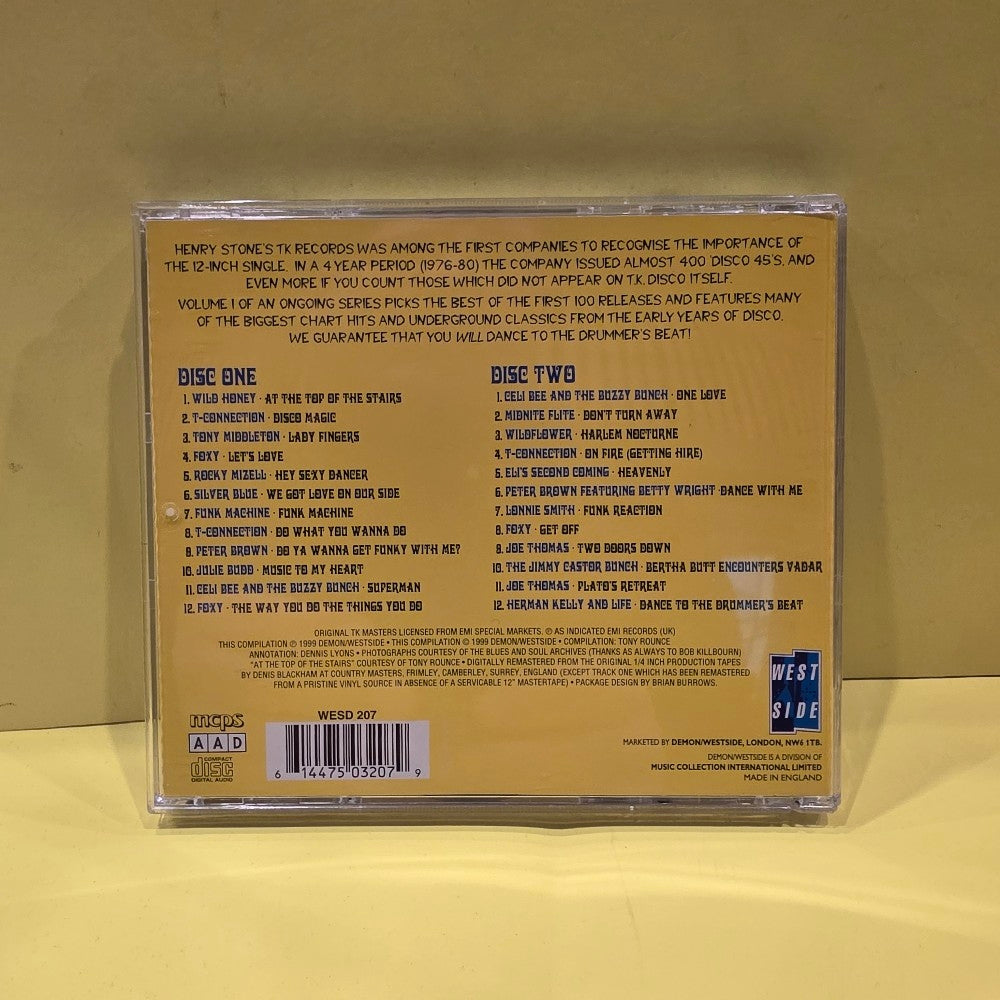 HENRY STONE'S TK RECORDS WAS AMONG THE FIRST COMPANIES TO RECOGNISE THE IMPORTANCE OF
THE 12-INCH SINGLE. IN A 4 YEAR PERIOD (1976-80) THE COMPANY ISSUED ALMOST 400 'DISCO 45'S, AND
EVEN MORE IF YOU COUNT THOSE WHICH DID NOT APPEAR ON T.K. DISCO ITSELF.
VOLUME 1 OF AN ONGOING SERIES PICKS THE BEST OF THE FIRST 100 RELEASES AND FEATURES MANY
OF THE BIGGEST CHART HITS AND UNDERGROUND CLASSICS FROM THE EARLY YEARS OF DISCO.
WE GUARANTEE THAT YOU WILL DANCE TO THE DRUMMER'S BEAT!
DISC ONE
1. WILD HONEY · AT THE TOP OF THE STAIRS
2. T-CONNECTION · DISCO MAGIC
3. TONY MIDDLETON · LADY FINGERS
4. FOXY · LET'S LOVE
5. ROCKY MIZELL · HEY SEXY DANCER
6. SILVER BLUE · WE GOT LOVE ON OUR SIDE
7. FUNK MACHINE · FUNK MACHINE
8. T-CONNECTION · DO WHAT YOU WANNA DO
9. PETER BROWN · DO YA WANNA GET FUNKY WITH ME?
10. JULIE BUDD · MUSIC TO MY HEART
11. CELI BEE AND THE BUZZY BUNCH · SUPERMAN
12. FOXY · THE WAY YOU DO THE THINGS YOU DO
DISC TWO
1. CELI BEE AND THE BUZZY BUNCH · ONE LOVE
2. MIDNITE FLITE · DON'T TURN AWAY
3. WILDFLOWER · HARLEM NOCTURNE
4. T-CONNECTION · ON FIRE (GETTING HIRE)
5. ELI'S SECOND COMING · HEAVENLY
6. PETER BROWN FEATURING BETTY WRIGHT · DANCE WITH ME
7. LONNIE SMITH · FUNK REACTION
8. FOXY · GET OFF
9. JOE THOMAS · TWO DOORS DOWN
10. THE JIMMY CASTOR BUNCH · BERTHA BUTT ENCOUNTERS VADAR
11. JOE THOMAS · PLATO'S RETREAT
12. HERMAN KELLY AND LIFE · DANCE TO THE DRUMMER'S BEAT
ORIGINAL TK MASTERS LICENSED FROM EMI SPECIAL MARKETS. ℗ AS INDICATED EMI RECORDS (UK)
THIS COMPILATION ℗ 1999 DEMON/WESTSIDE • THIS COMPILATION © 1999 DEMON/WESTSIDE • COMPILATION: TONY ROUNCE
ANNOTATION: DENNIS LYONS • PHOTOGRAPHS COURTESY OF THE BLUES AND SOUL ARCHIVES (THANKS AS ALWAYS TO BOB KILLBOURN)
"AT THE TOP OF THE STAIRS" COURTESY OF TONY ROUNCE • DIGITALLY REMASTERED FROM THE ORIGINAL 1/4 INCH PRODUCTION TAPES
BY DENIS BLACKHAM AT COUNTRY MASTERS, FRIMLEY, CAMBERLEY, SURREY, ENGLAND (EXCEPT TRACK ONE WHICH HAS BEEN REMASTERED
FROM A PRISTINE VINYL SOURCE IN ABSENCE OF A SERVICABLE 12" MASTERTAPE) • PACKAGE DESIGN BY BRIAN BURROWS.
WEST
SIDE
mcps
AAD
COMPACT
disc
DIGITAL AUDIO
WESD 207
6 14475 03207 9
MARKETED BY DEMON/WESTSIDE, LONDON, NW6 1TB.
DEMON/WESTSIDE IS A DIVISION OF
MUSIC COLLECTION INTERNATIONAL LIMITED
MADE IN ENGLAND